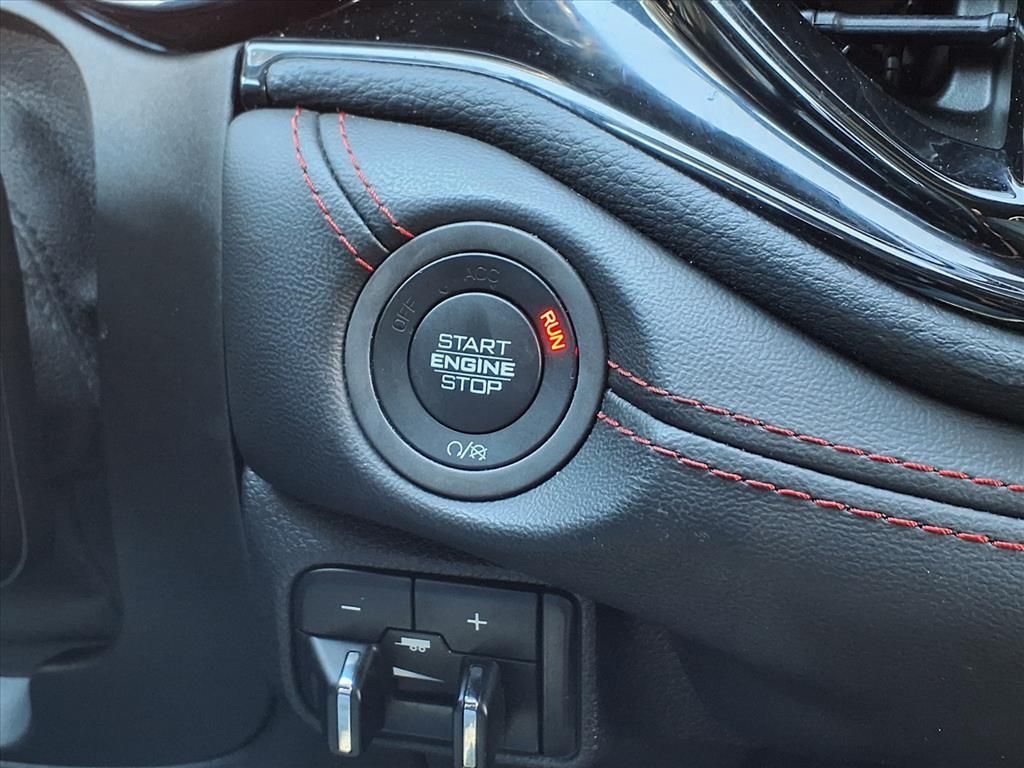 OFF
ACC
RUN
START
ENGINE
STOP
-
+